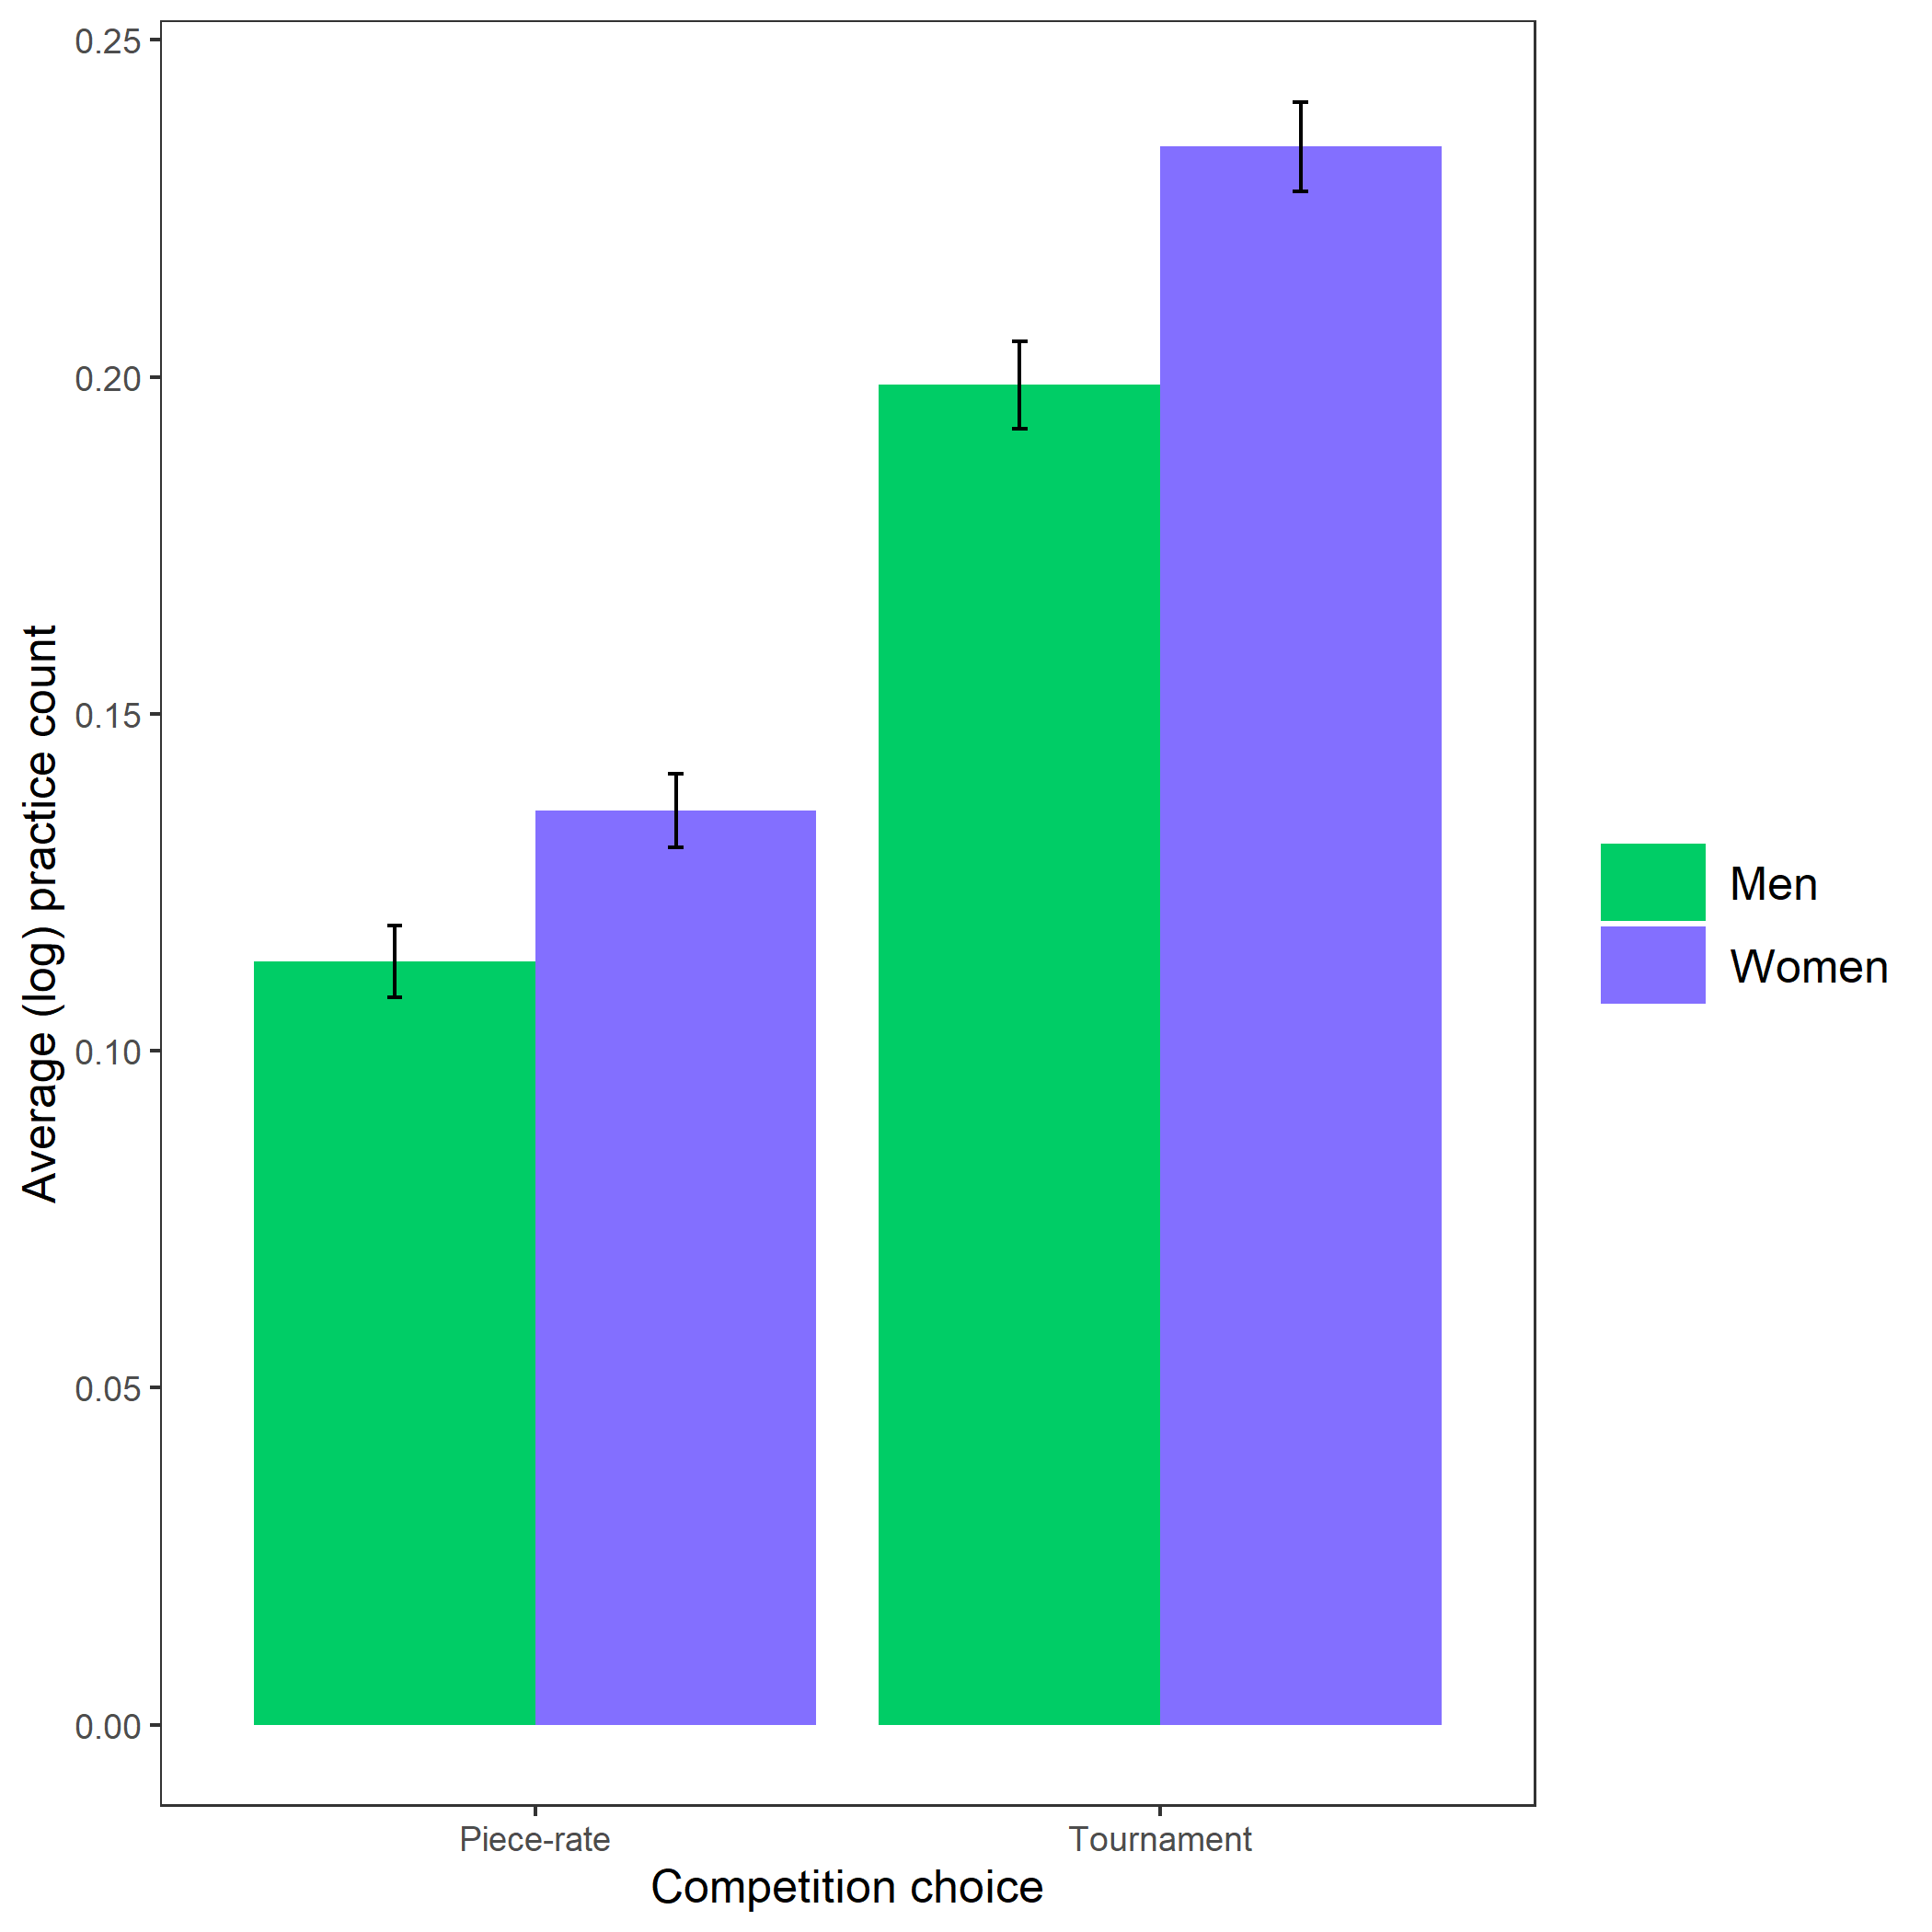 Average (log) practice count
0.25
0.20
0.15
0.10
0.05
0.00
Piece-rate
Tournament
Competition choice
Men
Women